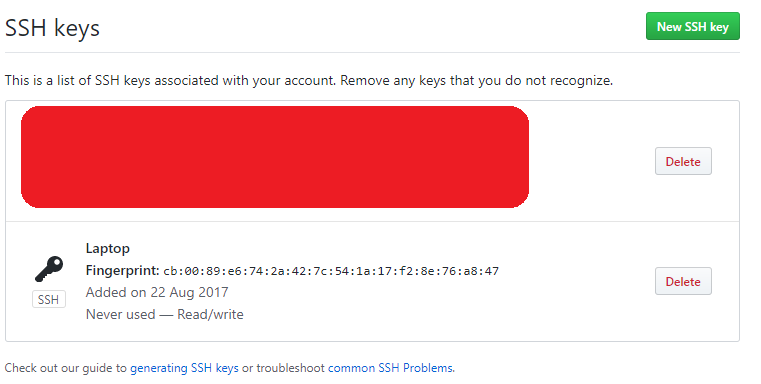 SSH keys
New SSH key
This is a list of SSH keys associated with your account. Remove any keys that you do not recognize.
Delete
Laptop
Fingerprint: cb:00:89:e6:74:2a:42:7c:54:1a:17:f2:8e:76:a8:47
SSH
Added on 22 Aug 2017
Never used — Read/write
Delete
Check out our guide to generating SSH keys or troubleshoot common SSH Problems.